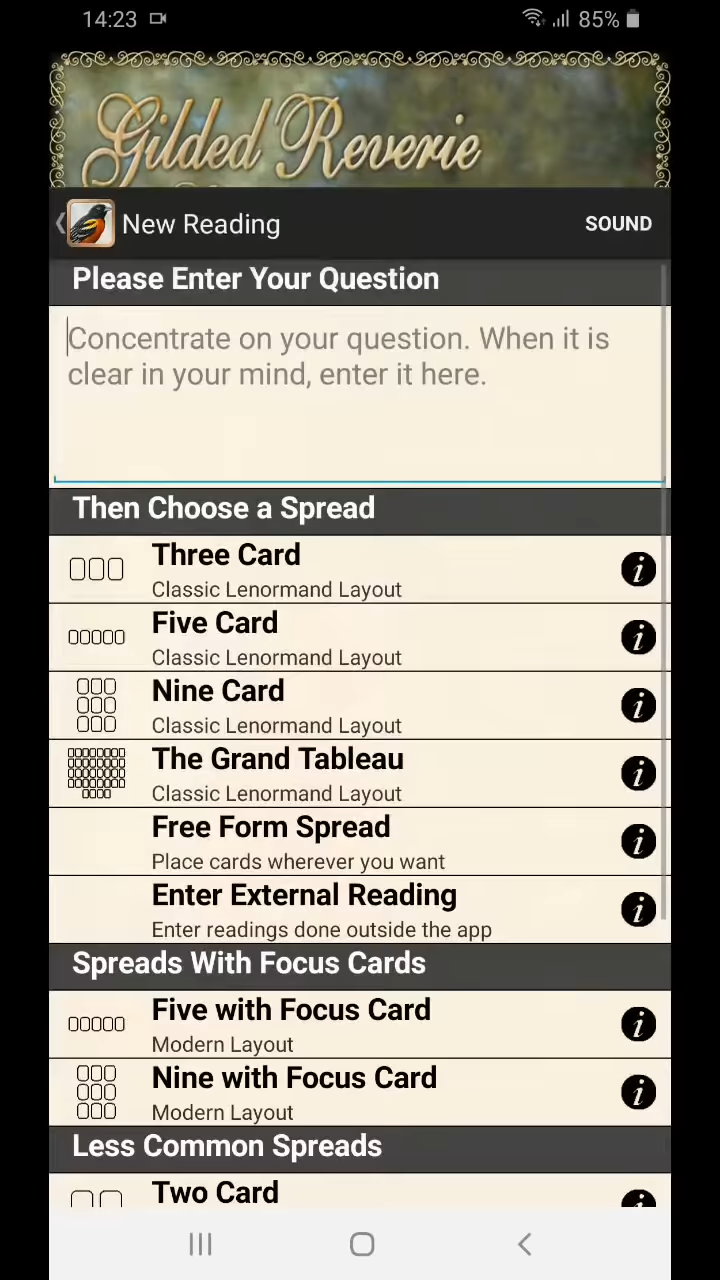 14:23
85%
Gilded Reverie
New Reading
SOUND
Please Enter Your Question
Concentrate on your question. When it is
clear in your mind, enter it here.
Then Choose a Spread
Three Card
Classic Lenormand Layout
Five Card
Classic Lenormand Layout
Nine Card
Classic Lenormand Layout
The Grand Tableau
Classic Lenormand Layout
Free Form Spread
Place cards wherever you want
Enter External Reading
Enter readings done outside the app
Spreads With Focus Cards
Five with Focus Card
Modern Layout
Nine with Focus Card
Modern Layout
Less Common Spreads
Two Card